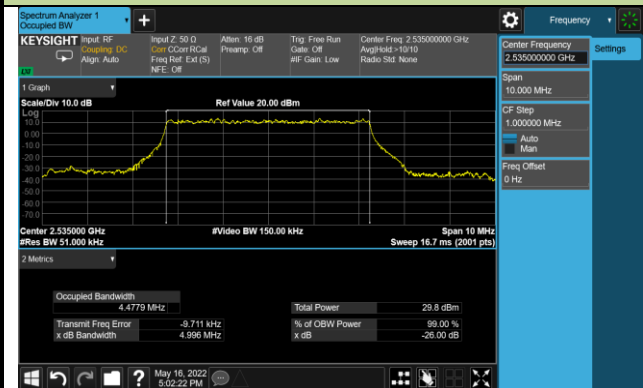 Spectrum Analyzer 1
Occupied BW
Frequency
KEYSIGHT
Input: RF
Coupling: DC
Align: Auto
Input Z: 50 Ω
Corr CCorr RCal
Freq Ref: Ext (S)
NFE: Off
Atten: 16 dB
Preamp: Off
Trig: Free Run
Gate: Off
#IF Gain: Low
Center Freq: 2.535000000 GHz
Avg|Hold:>10/10
Radio Std: None
Center Frequency
2.535000000 GHz
Settings
Span
10.000 MHz
CF Step
1.000000 MHz
Auto
Man
Freq Offset
0 Hz
1 Graph
Scale/Div 10.0 dB
Ref Value 20.00 dBm
Log
10.0
0.00
-10.0
-20.0
-30.0
-40.0
-50.0
-60.0
-70.0
Center 2.535000 GHz
#Video BW 150.00 kHz
Span 10 MHz
#Res BW 51.000 kHz
Sweep 16.7 ms (2001 pts)
2 Metrics
Occupied Bandwidth
4.4779 MHz
Total Power 29.8 dBm
Transmit Freq Error -9.711 kHz
% of OBW Power 99.00 %
x dB Bandwidth 4.996 MHz
x dB -26.00 dB
?
May 16, 2022
5:02:22 PM